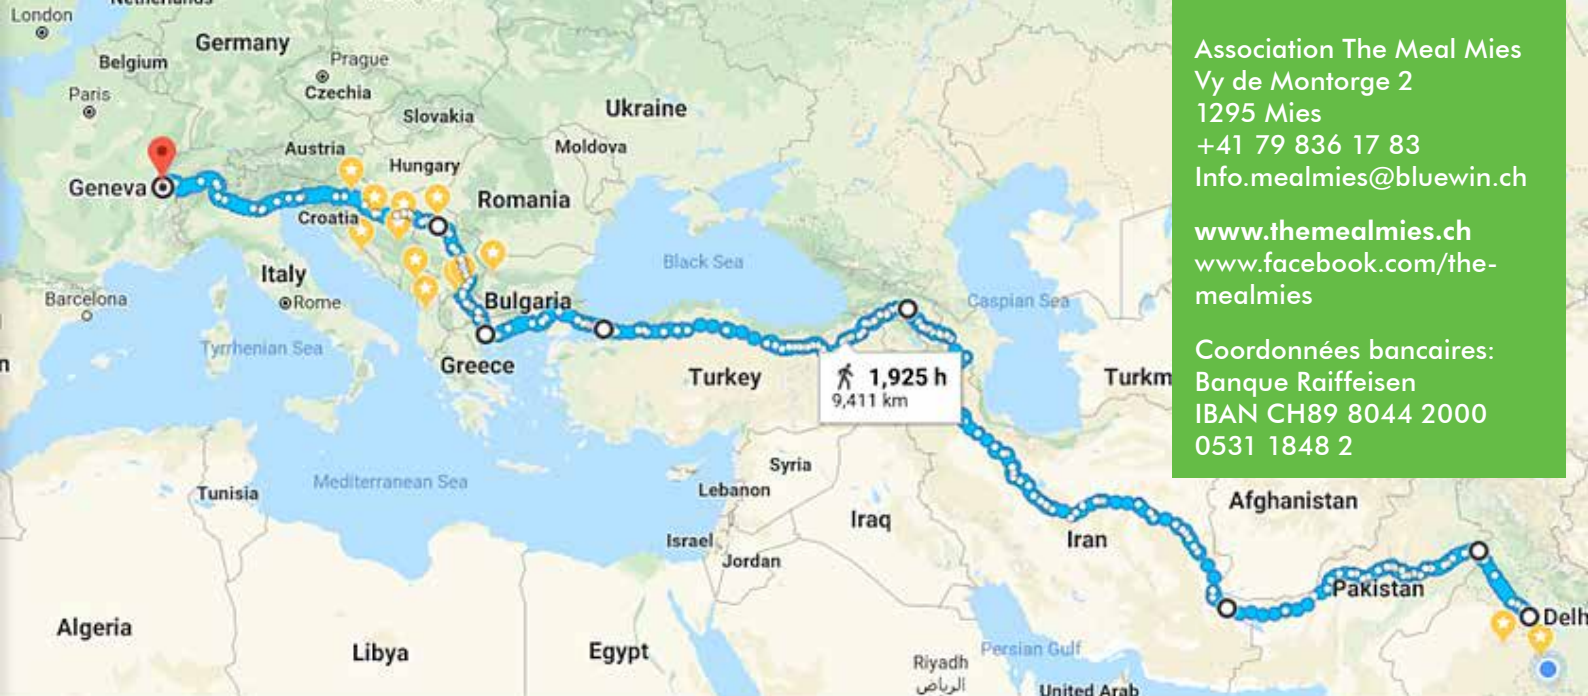 Netherlands
London
Germany
Belgium
Prague
Czechia
Paris
Slovakia
Ukraine
Austria
Hungary
Moldova
Geneva
Romania
Croatia
Italy
Black Sea
Caspian Sea
Barcelona
Rome
Bulgaria
Tyrrhenian Sea
Greece
Turkey
1,925 h
9,411 km
Turkm
Syria
Mediterranean Sea
Lebanon
Tunisia
Iraq
Afghanistan
Israel
Iran
Jordan
Pakistan
Delh
Algeria
Libya
Egypt
Persian Gulf
Riyadh
الرياض
United Arab
Association The Meal Mies
Vy de Montorge 2
1295 Mies
+41 79 836 17 83
Info.mealmies@bluewin.ch
www.themealmies.ch
www.facebook.com/the-
mealmies
Coordonnées bancaires:
Banque Raiffeisen
IBAN CH89 8044 2000
0531 1848 2